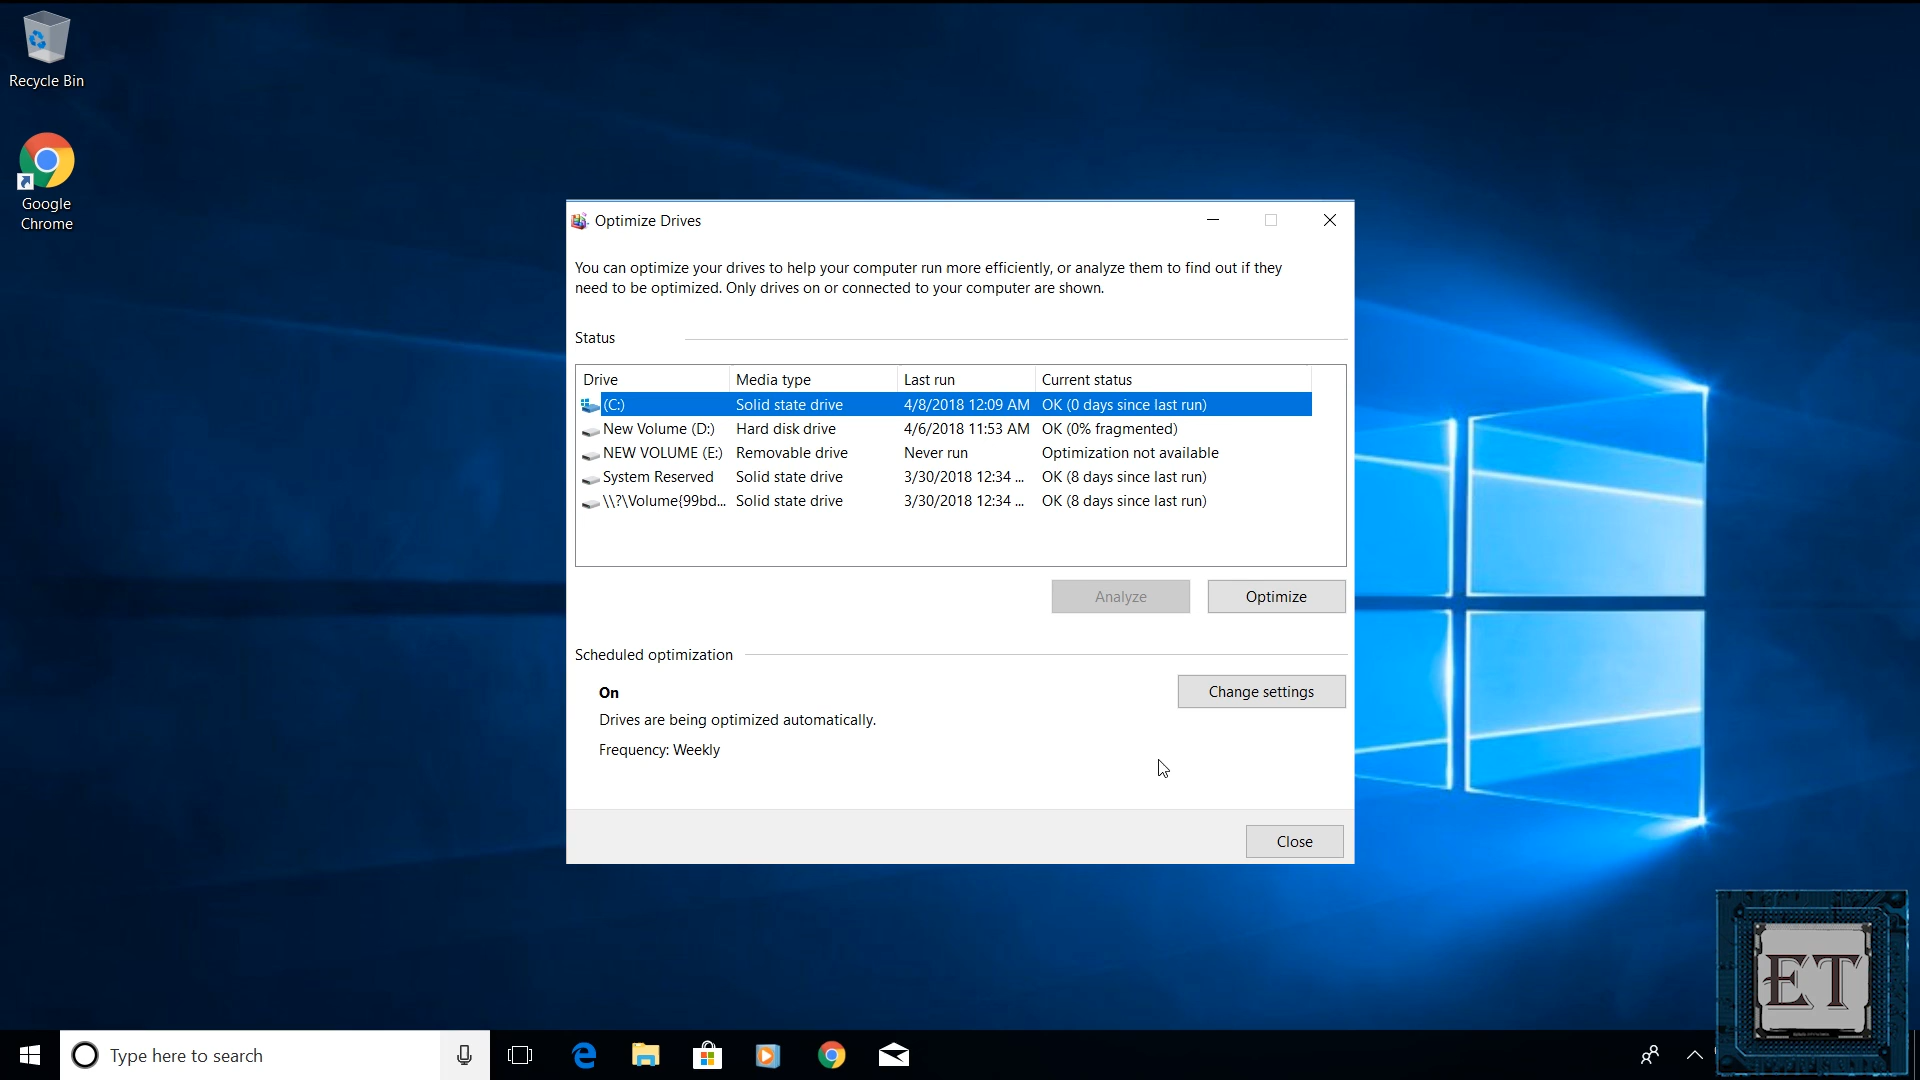 Recycle Bin
Google
Chrome
Optimize Drives
You can optimize your drives to help your computer run more efficiently, or analyze them to find out if they
need to be optimized. Only drives on or connected to your computer are shown.
Status
Drive Media type Last run Current status
(C:) Solid state drive 4/8/2018 12:09 AM OK (0 days since last run)
New Volume (D:) Hard disk drive 4/6/2018 11:53 AM OK (0% fragmented)
NEW VOLUME (E:) Removable drive Never run Optimization not available
System Reserved Solid state drive 3/30/2018 12:34 ... OK (8 days since last run)
\\?\Volume{99bd... Solid state drive 3/30/2018 12:34 ... OK (8 days since last run)
Analyze Optimize
Scheduled optimization
On
Change settings
Drives are being optimized automatically.
Frequency: Weekly
Close
ET
Type here to search